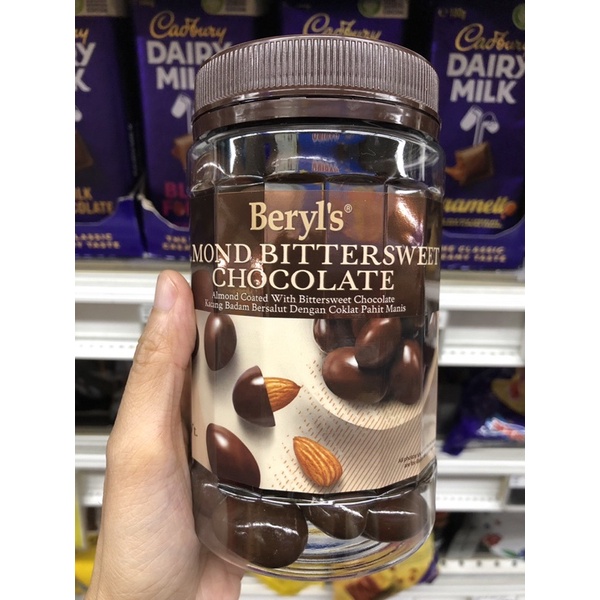 Cadbury
DAIRY
MILK
Cadbury
DAIRY
MILK
Beryl's®
MOND BITTERSWEET
CHOCOLATE
Almond Coated With Bittersweet Chocolate
Kacang Badam Bersalut Dengan Coklat Pahit Manis